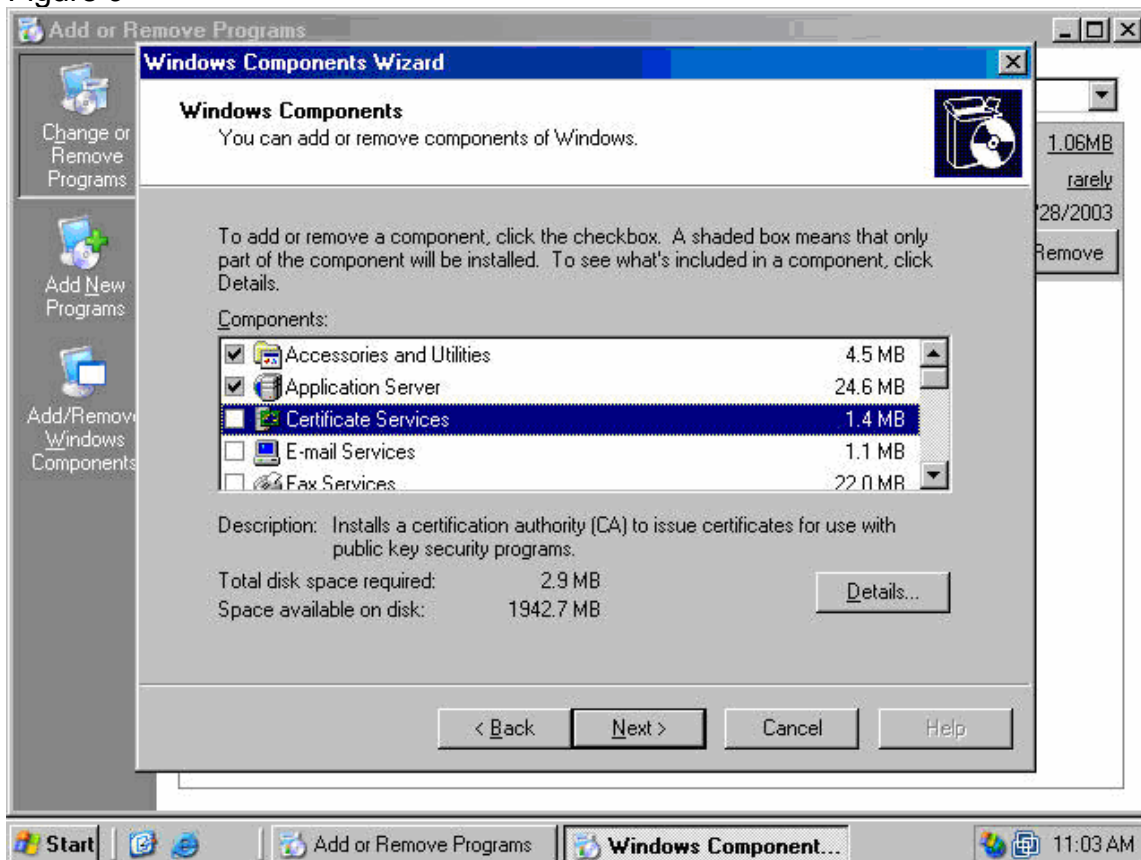 Add or Remove Programs
Windows Components Wizard
Windows Components
You can add or remove components of Windows.
Change or
Remove
Programs
1.06MB
rarely
/28/2003
Remove
Add New
Programs
To add or remove a component, click the checkbox. A shaded box means that only
part of the component will be installed. To see what's included in a component, click
Details.
Components:
Accessories and Utilities 4.5 MB
Application Server 24.6 MB
Certificate Services 1.4 MB
E-mail Services 1.1 MB
Fax Services 22.0 MB
Add/Remov
Windows
Components
Description: Installs a certification authority (CA) to issue certificates for use with
public key security programs.
Total disk space required: 2.9 MB
Space available on disk: 1942.7 MB
Details...
< Back
Next >
Cancel
Help
Start
Add or Remove Programs
Windows Component...
11:03 AM